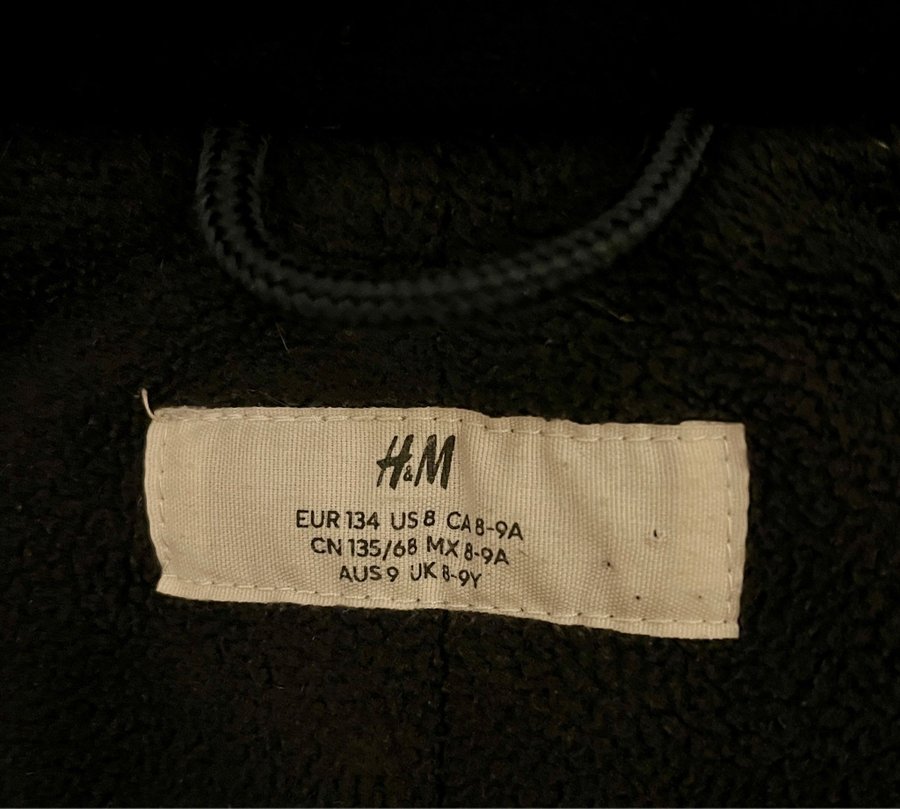 H&M
EUR 134 US 8 CA 8-9A
CN 135/68 MX 8-9A
AUS 9 UK 8-9Y